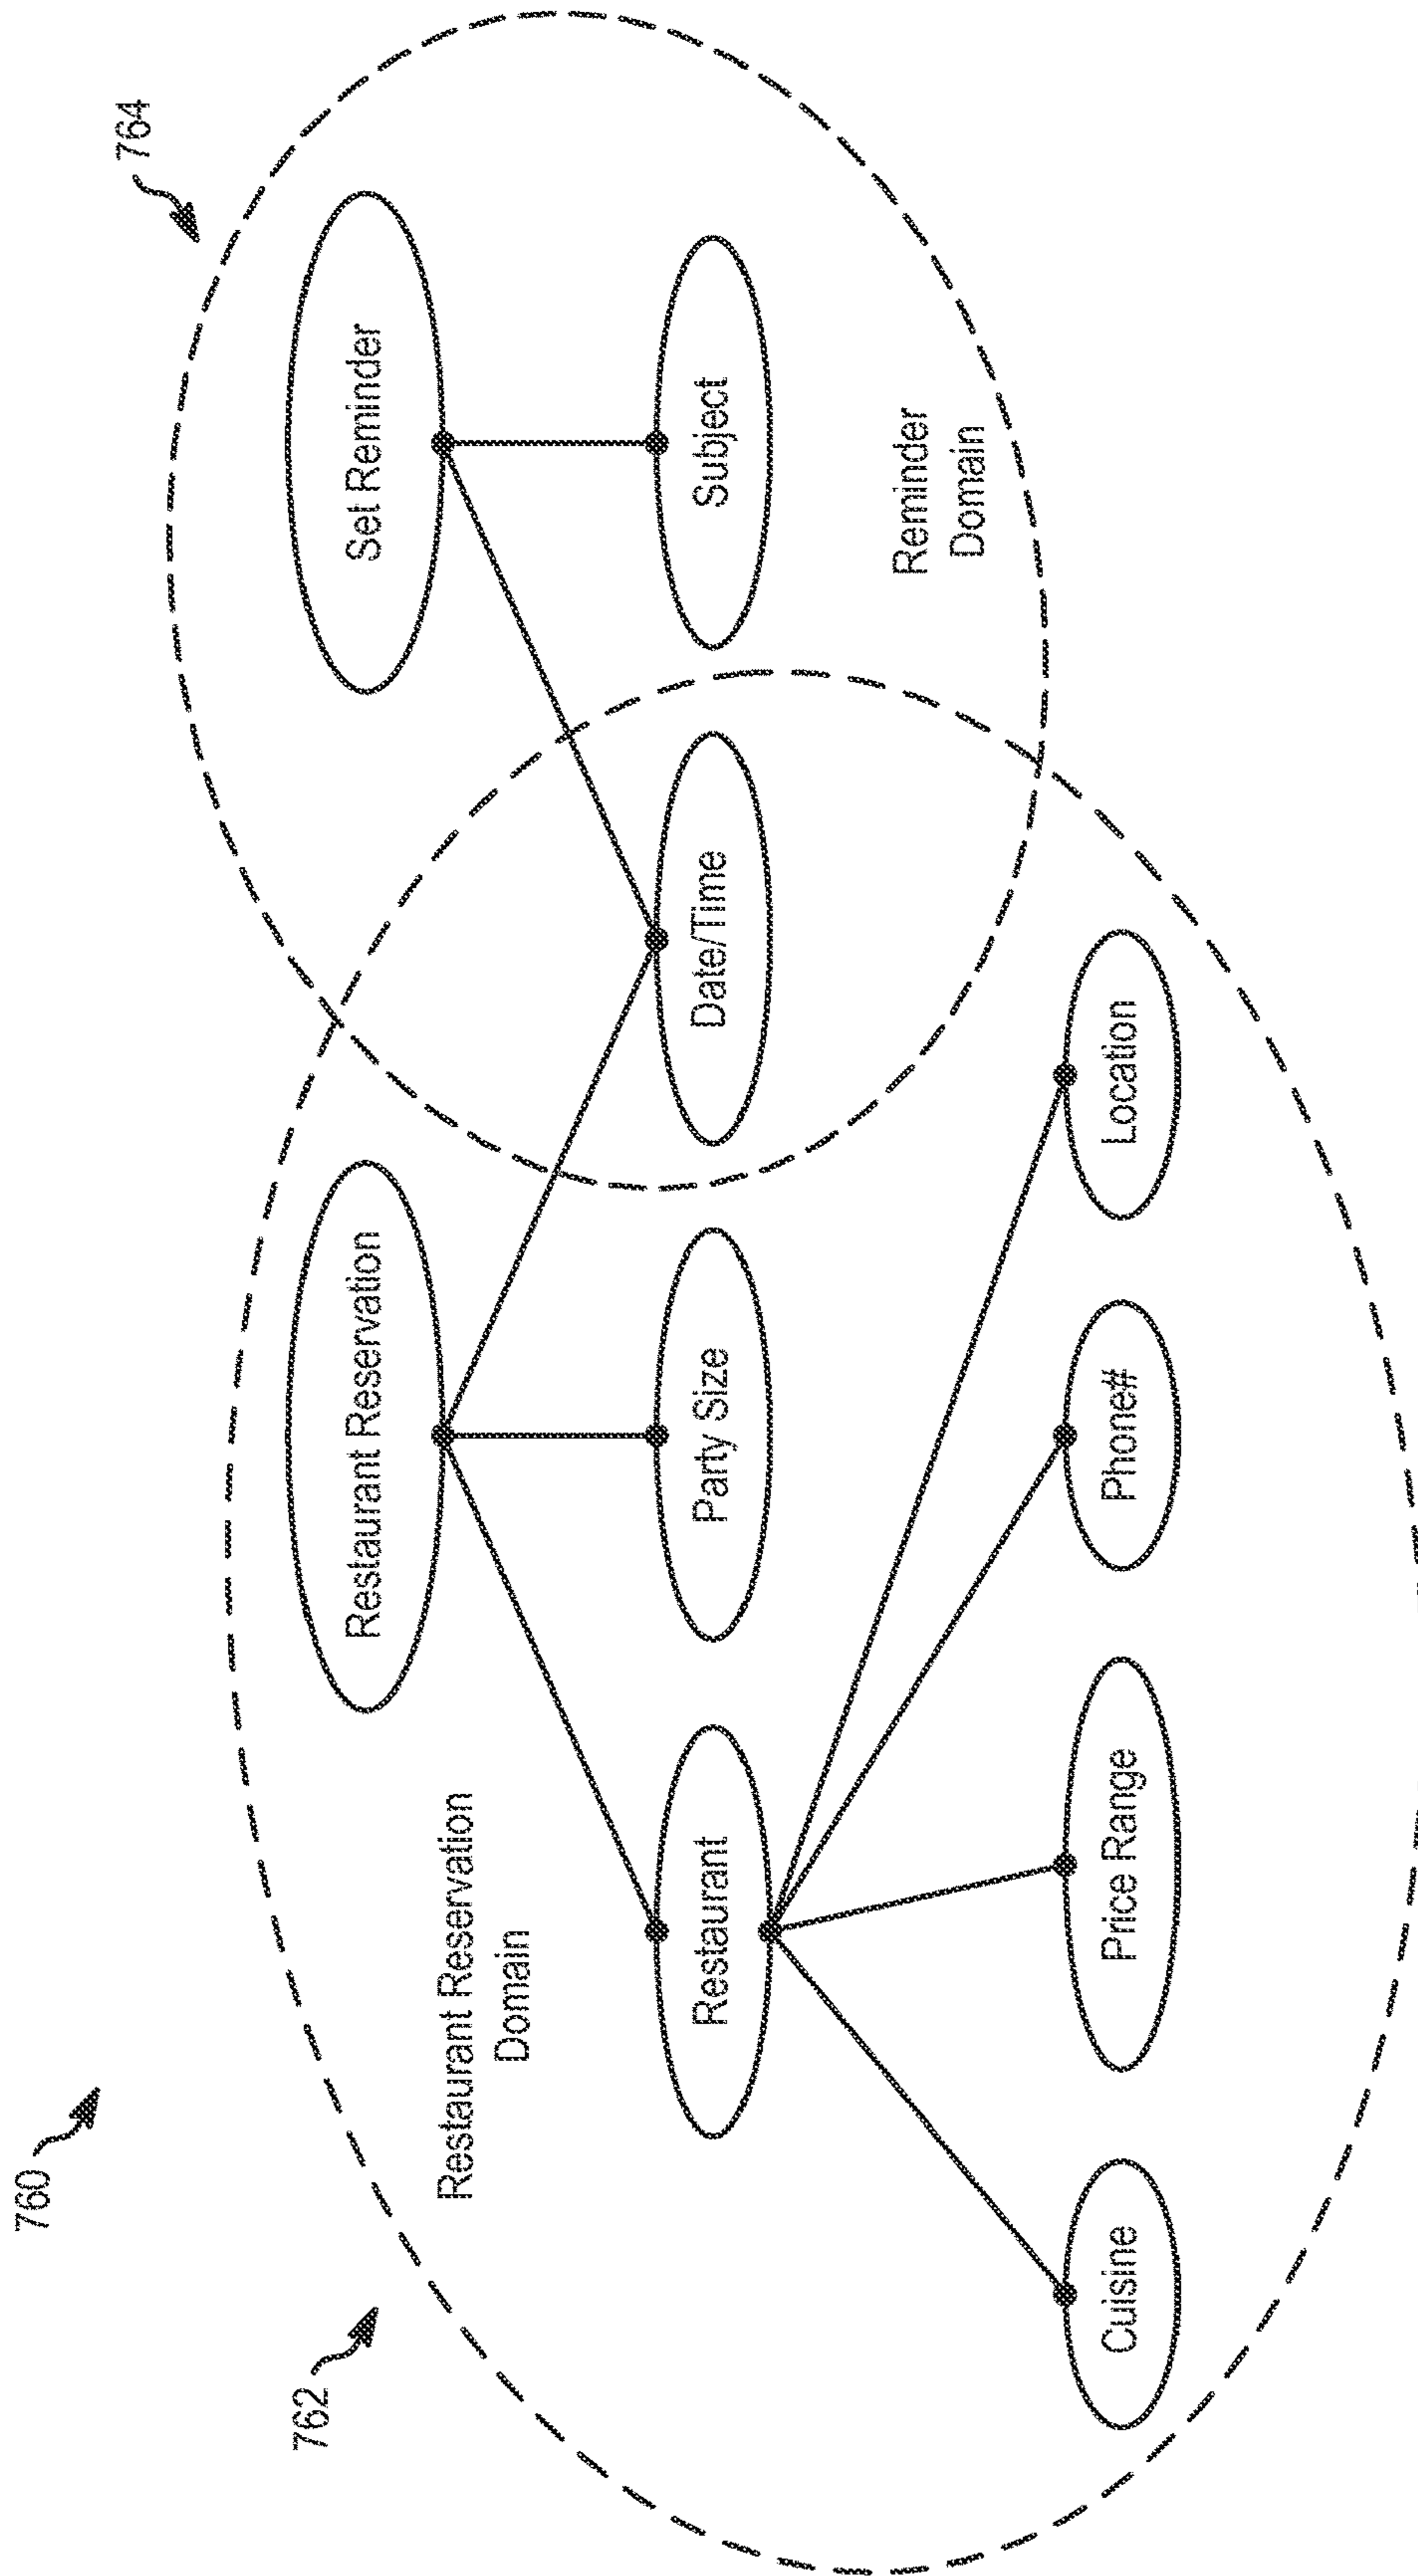 760
762
764
Restaurant Reservation
Set Reminder
Restaurant Reservation
Domain
Restaurant
Party Size
Date/Time
Subject
Reminder
Domain
Cuisine
Price Range
Phone#
Location